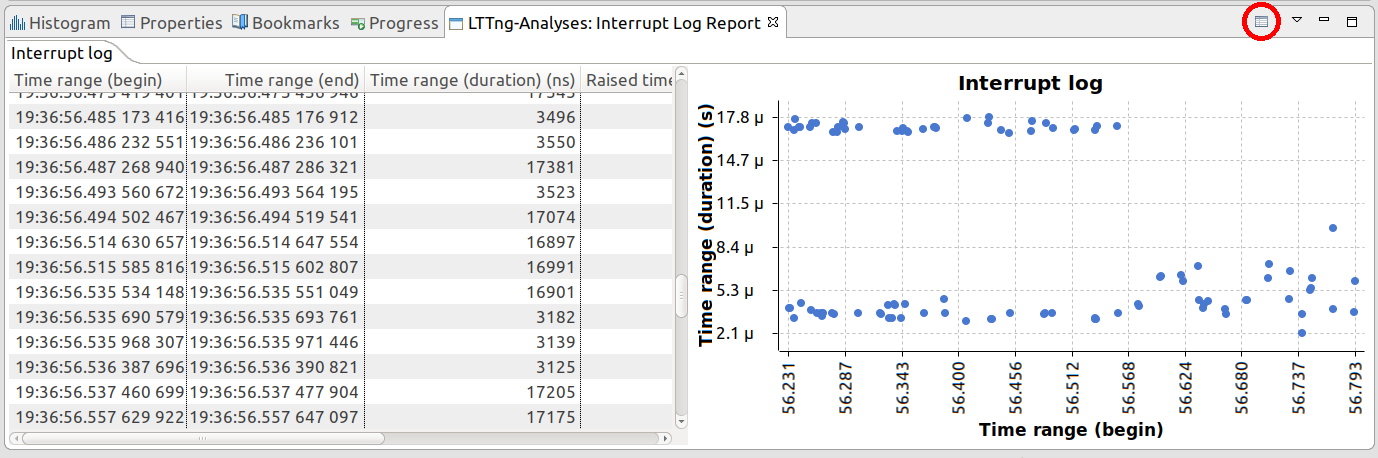 Histogram Properties Bookmarks Progress LTTng-Analyses: Interrupt Log Report
Interrupt log
Time range (begin) Time range (end) Time range (duration) (ns) Raised time
19:36:56.485 173 416 19:36:56.485 176 912 3496
19:36:56.486 232 551 19:36:56.486 236 101 3550
19:36:56.487 268 940 19:36:56.487 286 321 17381
19:36:56.493 560 672 19:36:56.493 564 195 3523
19:36:56.494 502 467 19:36:56.494 519 541 17074
19:36:56.514 630 657 19:36:56.514 647 554 16897
19:36:56.515 585 816 19:36:56.515 602 807 16991
19:36:56.535 534 148 19:36:56.535 551 049 16901
19:36:56.535 690 579 19:36:56.535 693 761 3182
19:36:56.535 968 307 19:36:56.535 971 446 3139
19:36:56.536 387 696 19:36:56.536 390 821 3125
19:36:56.537 460 699 19:36:56.537 477 904 17205
19:36:56.557 629 922 19:36:56.557 647 097 17175
Interrupt log
Time range (duration) (s)
17.8 µ
14.7 µ
11.5 µ
8.4 µ
5.3 µ
2.1 µ
56.231 56.287 56.343 56.400 56.456 56.512 56.568 56.624 56.680 56.737 56.793
Time range (begin)